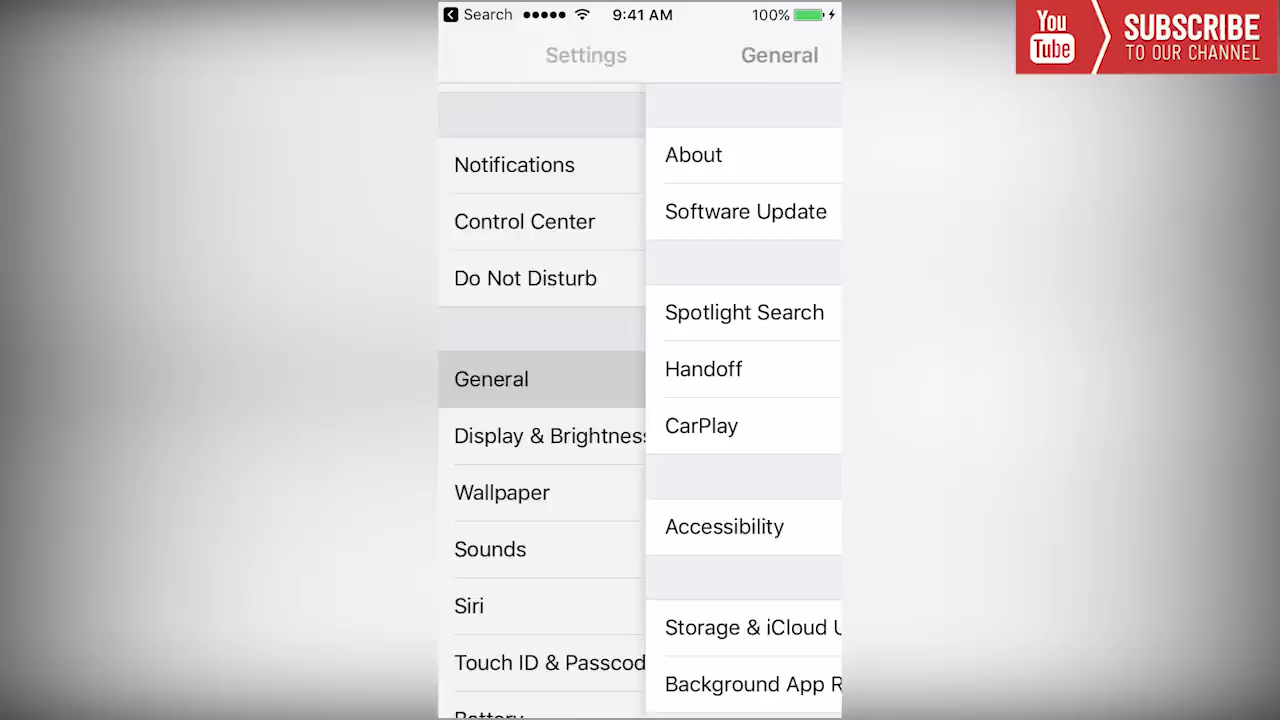 Search 9:41 AM 100%
Settings General
Notifications
Control Center
Do Not Disturb
General
Display & Brightness
Wallpaper
Sounds
Siri
Touch ID & Passcod
Battery
About
Software Update
Spotlight Search
Handoff
CarPlay
Accessibility
Storage & iCloud U
Background App R
You
Tube
SUBSCRIBE
TO OUR CHANNEL